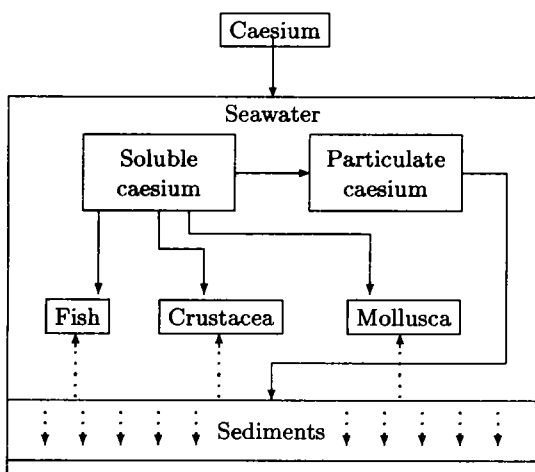 Caesium
Seawater
Soluble
caesium
Particulate
caesium
Fish
Crustacea
Mollusca
Sediments